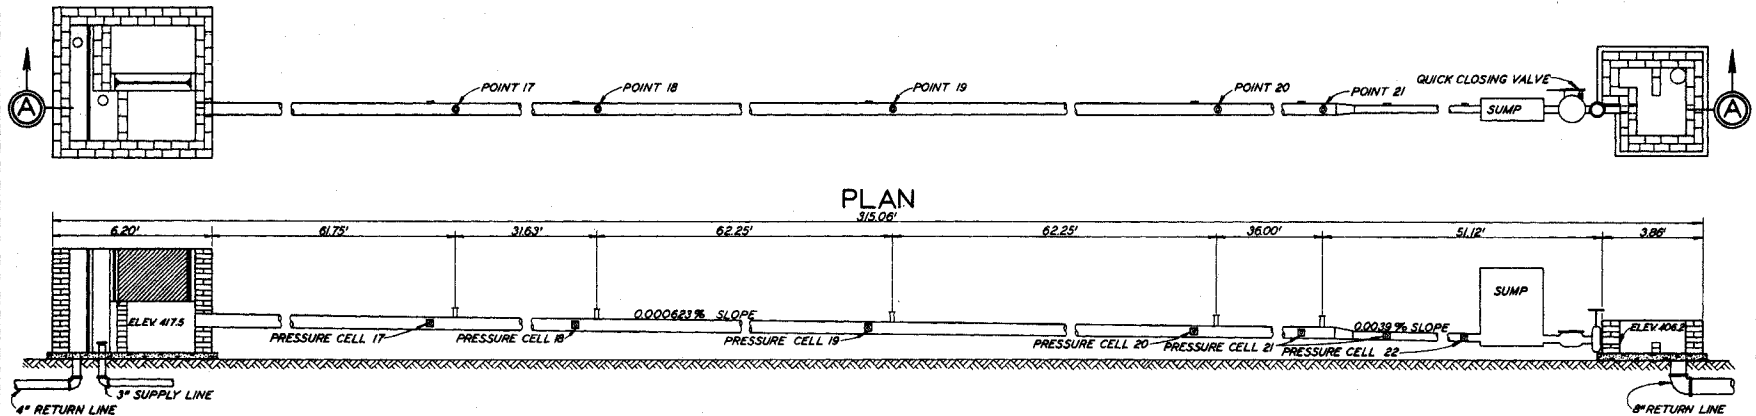 POINT 17
POINT 18
POINT 19
POINT 20
POINT 21
QUICK CLOSING VALVE
A
SUMP
A
PLAN
315.06'
6.20'
61.75'
31.63'
62.25'
62.25'
36.00'
51.12'
3.86'
SUMP
ELEV. 417.5
0.000623% SLOPE
0.0039% SLOPE
ELEV. 406.2
PRESSURE CELL 17
PRESSURE CELL 18
PRESSURE CELL 19
PRESSURE CELL 20
PRESSURE CELL 21
PRESSURE CELL 22
3" SUPPLY LINE
4" RETURN LINE
8" RETURN LINE